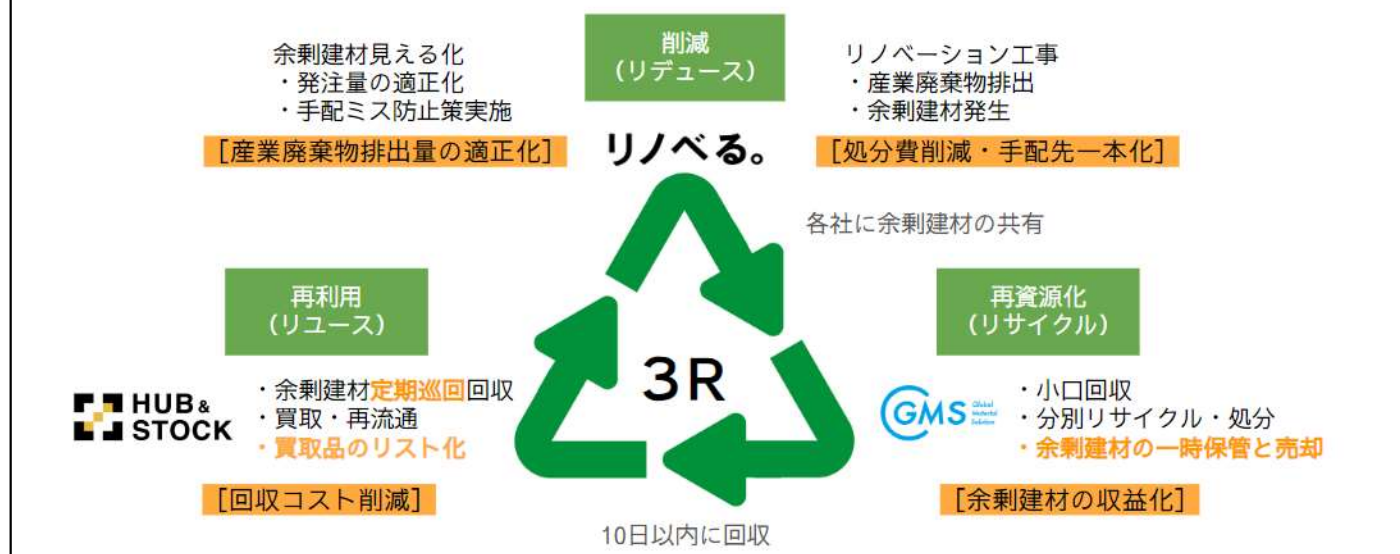 削減
(リデュース)
余剰建材見える化
・発注量の適正化
・手配ミス防止策実施
[産業廃棄物排出量の適正化]
リノベる。
リノベーション工事
・産業廃棄物排出
・余剰建材発生
[処分費削減・手配先一本化]
各社に余剰建材の共有
再利用
(リユース)
HUB &
STOCK
・余剰建材定期巡回回収
・買取・再流通
・買取品のリスト化
[回収コスト削減]
3R
再資源化
(リサイクル)
GMS
Global
Material
Solution
・小口回収
・分別リサイクル・処分
・余剰建材の一時保管と売却
[余剰建材の収益化]
10日以内に回収